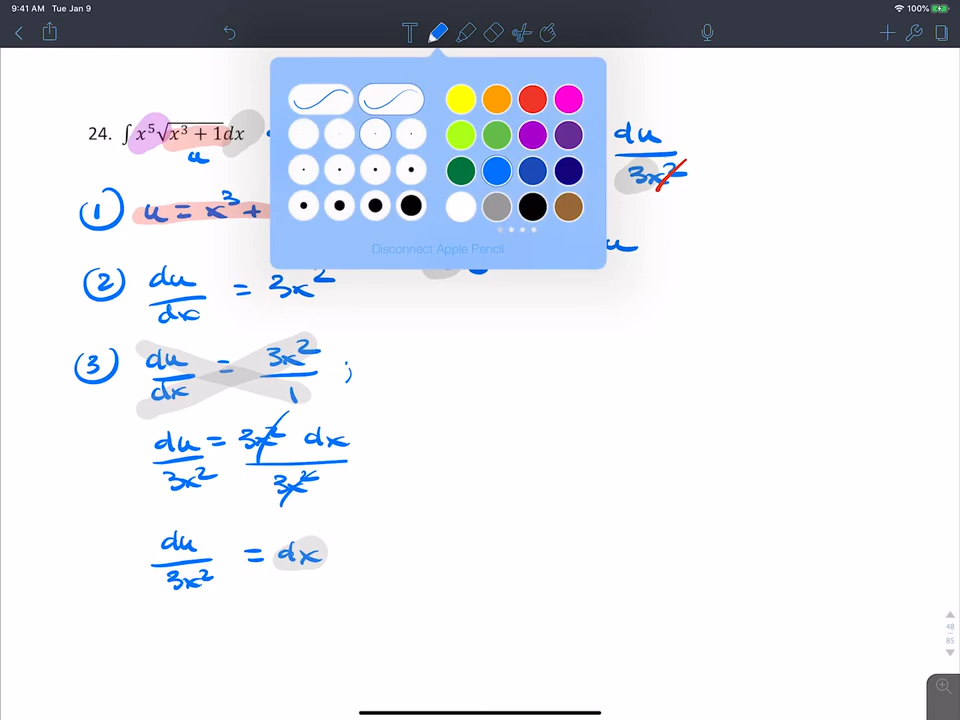 9:41 AM Tue Jan 9
100%
T
24. ∫ x⁵√(x³ + 1) dx
u
du
3x²
① u = x³ +
u
Disconnect Apple Pencil
② du/dx = 3x²
③ du/dx = 3x²/1 ;
du/3x² = 3x² dx/3x²
du/3x² = dx
48
85